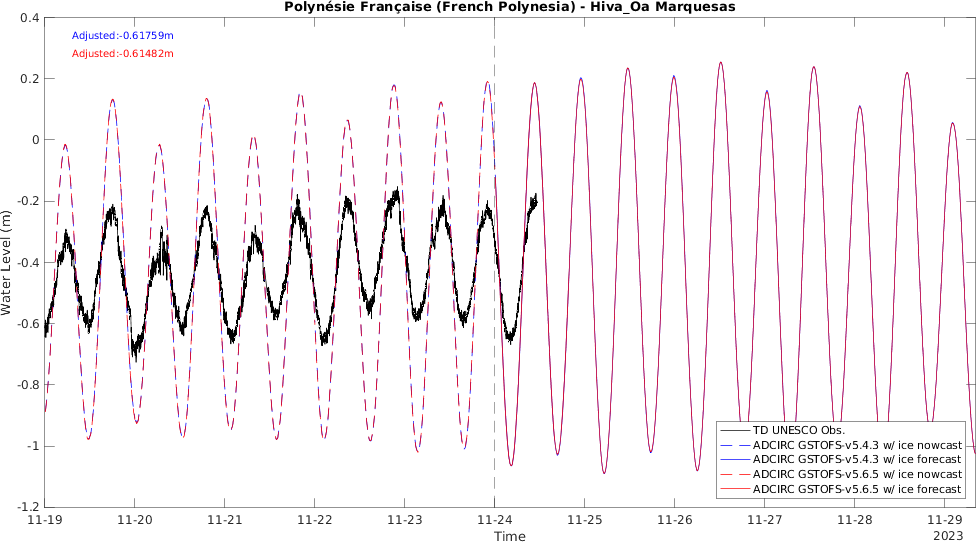 Polynésie Française (French Polynesia) - Hiva_Oa Marquesas
Adjusted:-0.61759m
Adjusted:-0.61482m
Water Level (m)
0.4
0.2
0
-0.2
-0.4
-0.6
-0.8
-1
-1.2
TD UNESCO Obs.
ADCIRC GSTOFS-v5.4.3 w/ ice nowcast
ADCIRC GSTOFS-v5.4.3 w/ ice forecast
ADCIRC GSTOFS-v5.6.5 w/ ice nowcast
ADCIRC GSTOFS-v5.6.5 w/ ice forecast
11-19 11-20 11-21 11-22 11-23 11-24 11-25 11-26 11-27 11-28 11-29
Time
2023